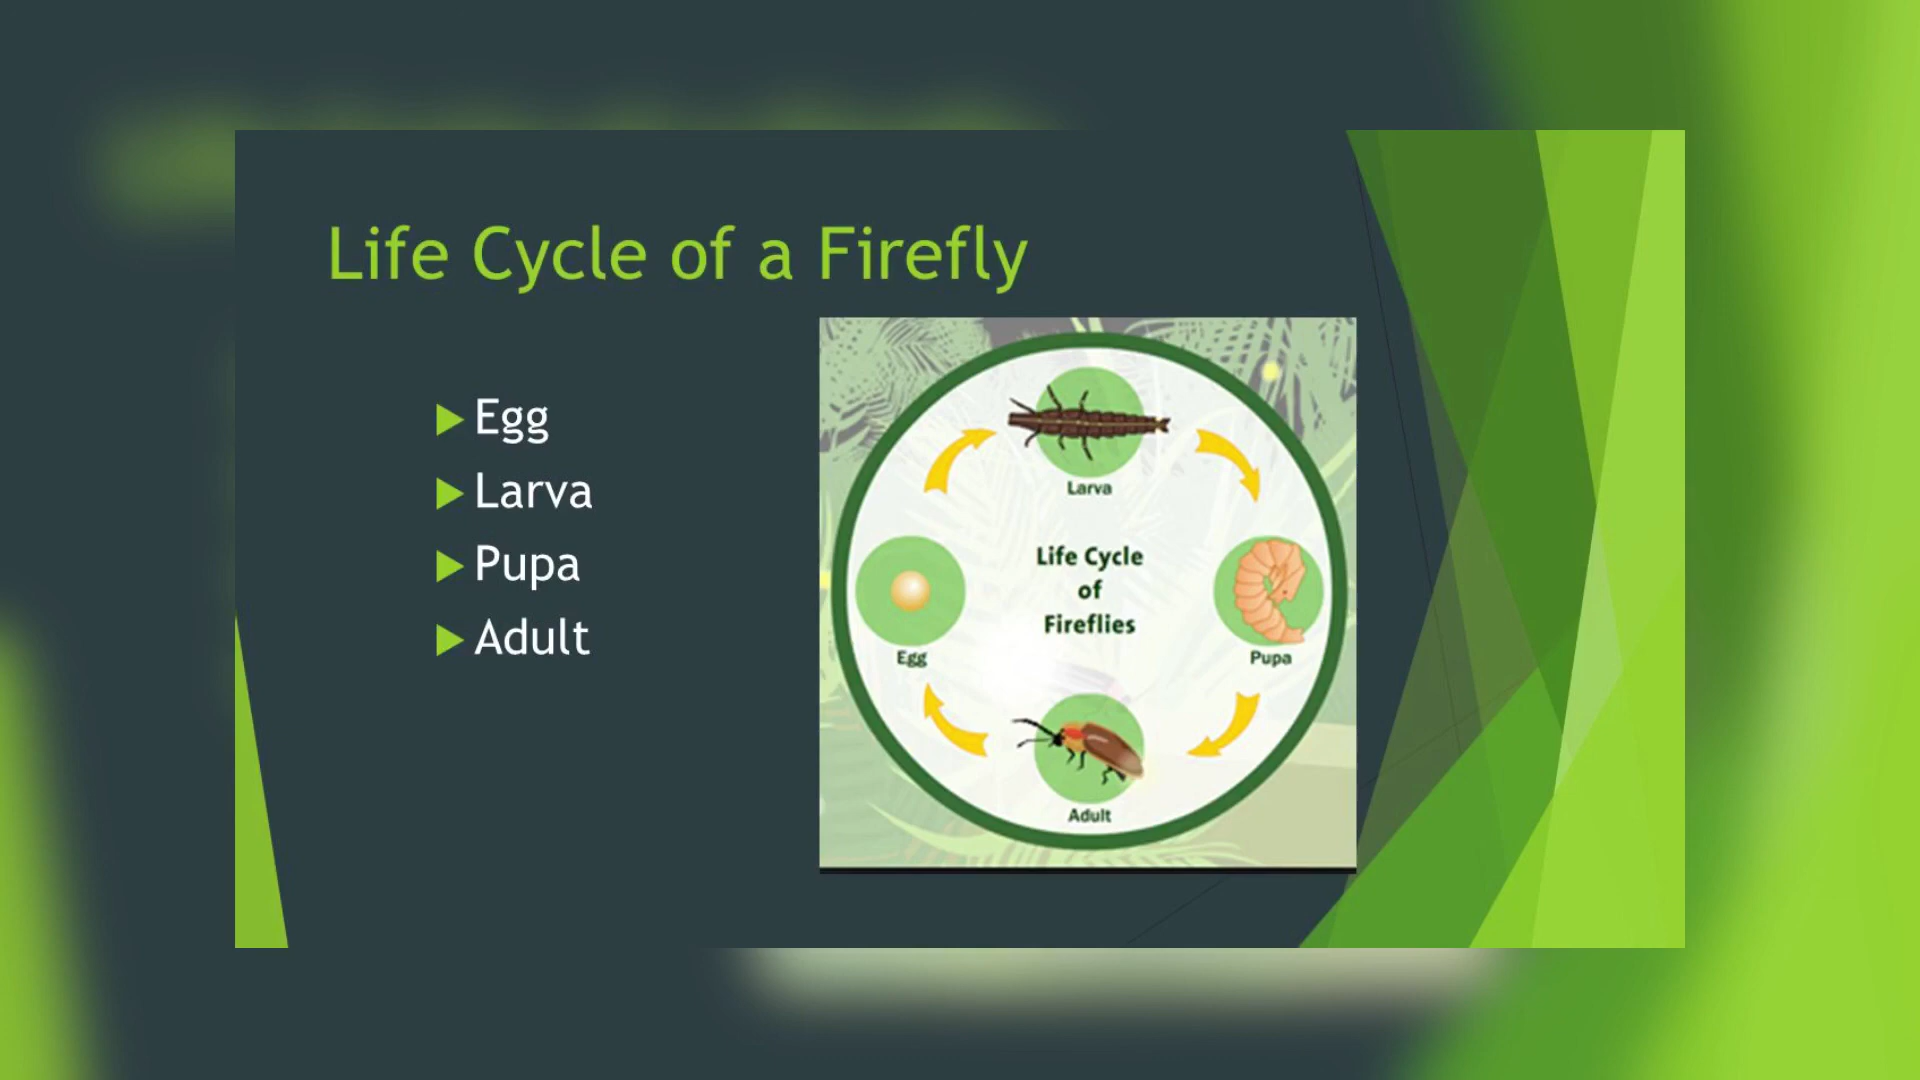 Life Cycle of a Firefly
Egg
Larva
Pupa
Adult
Larva
Life Cycle
of
Fireflies
Egg
Pupa
Adult